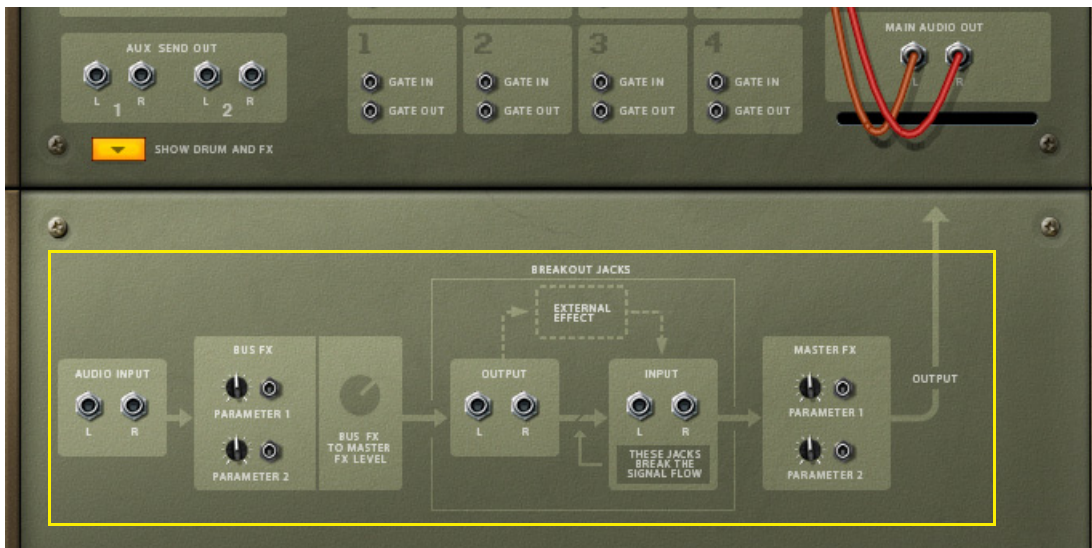 AUX SEND OUT
L R L R
1 2
SHOW DRUM AND FX
1 2 3 4
GATE IN GATE IN GATE IN GATE IN
GATE OUT GATE OUT GATE OUT GATE OUT
MAIN AUDIO OUT
L R
BREAKOUT JACKS
EXTERNAL
EFFECT
AUDIO INPUT
L R
BUS FX
PARAMETER 1
PARAMETER 2
BUS FX
TO MASTER
FX LEVEL
OUTPUT
L R
INPUT
L R
THESE JACKS
BREAK THE
SIGNAL FLOW
MASTER FX
PARAMETER 1
PARAMETER 2
OUTPUT